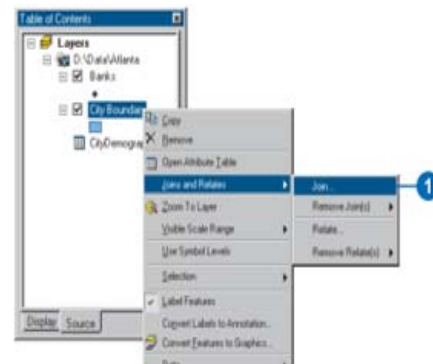 Table of Contents
Layers
D:\Data\Atlanta
Banks
City Boundary
CityDemograp
Display Source
Copy
Remove
Open Attribute Table
Joins and Relates
Zoom To Layer
Visible Scale Range
Use Symbol Levels
Selection
Label Features
Convert Labels to Annotation...
Convert Features to Graphics...
Data
Join...
Remove Join(s)
Relate...
Remove Relate(s)
1